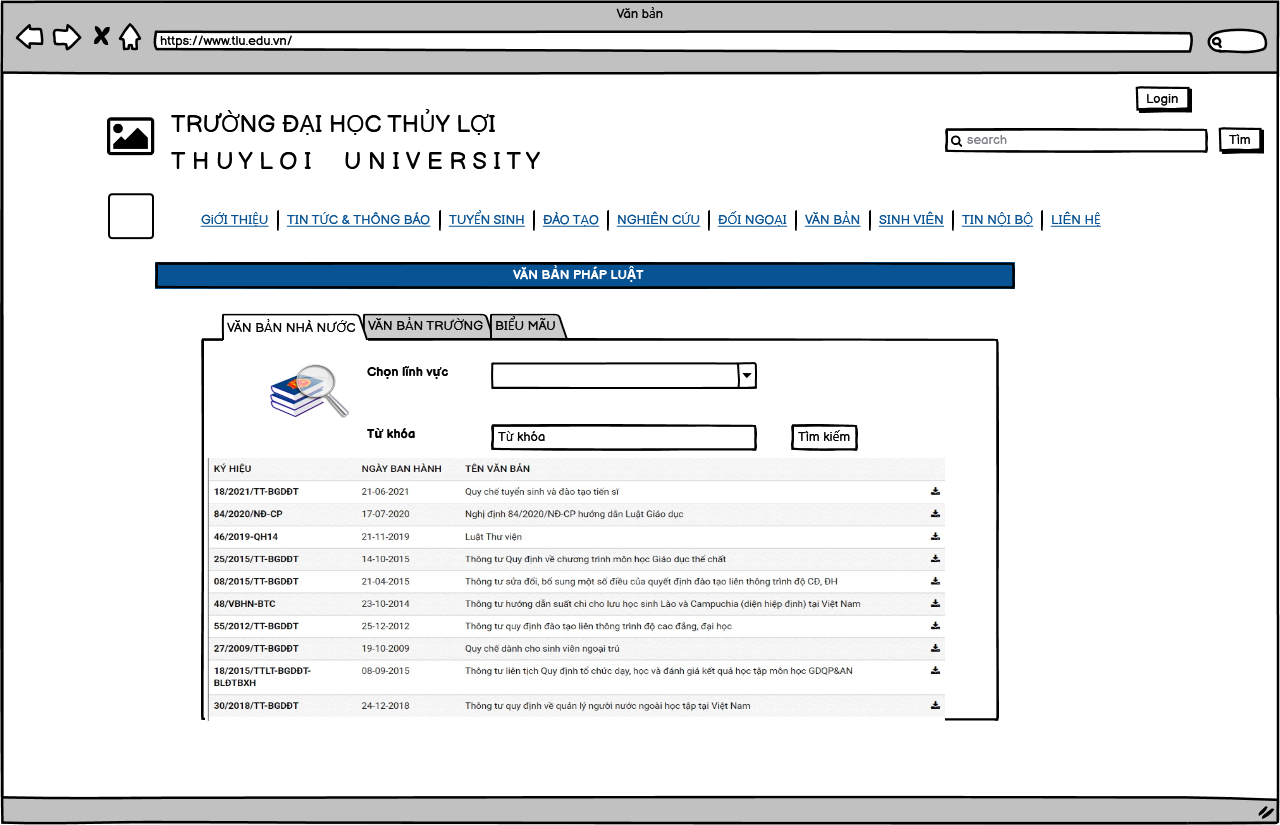 Văn bản
https://www.tlu.edu.vn/
Login
TRƯỜNG ĐẠI HỌC THỦY LỢI
search
Tìm
THUYLOI UNIVERSITY
GIỚI THIỆU
TIN TỨC & THÔNG BÁO
TUYỂN SINH
ĐÀO TẠO
NGHIÊN CỨU
ĐỐI NGOẠI
VĂN BẢN
SINH VIÊN
TIN NỘI BỘ
LIÊN HỆ
VĂN BẢN PHÁP LUẬT
VĂN BẢN NHÀ NƯỚC
VĂN BẢN TRƯỜNG
BIỂU MẪU
Chọn lĩnh vực
Từ khóa
Từ khóa
Tìm kiếm
KÝ HIỆU NGÀY BAN HÀNH TÊN VĂN BẢN
18/2021/TT-BGDĐT 21-06-2021 Quy chế tuyển sinh và đào tạo tiến sĩ
84/2020/NĐ-CP 17-07-2020 Nghị định 84/2020/NĐ-CP hướng dẫn Luật Giáo dục
46/2019-QH14 21-11-2019 Luật Thư viện
25/2015/TT-BGDĐT 14-10-2015 Thông tư Quy định về chương trình môn học Giáo dục thể chất
08/2015/TT-BGDĐT 21-04-2015 Thông tư sửa đổi, bổ sung một số điều của quyết định đào tạo liên thông trình độ CĐ, ĐH
48/VBHN-BTC 23-10-2014 Thông tư hướng dẫn suất chi cho lưu học sinh Lào và Campuchia (diện hiệp định) tại Việt Nam
55/2012/TT-BGDĐT 25-12-2012 Thông tư quy định đào tạo liên thông trình độ cao đẳng, đại học
27/2009/TT-BGDĐT 19-10-2009 Quy chế dành cho sinh viên ngoại trú
18/2015/TTLT-BGDĐT- 08-09-2015 Thông tư liên tịch Quy định tổ chức dạy, học và đánh giá kết quả học tập môn học GDQP&AN
BLĐTBXH
30/2018/TT-BGDĐT 24-12-2018 Thông tư quy định về quản lý người nước ngoài học tập tại Việt Nam